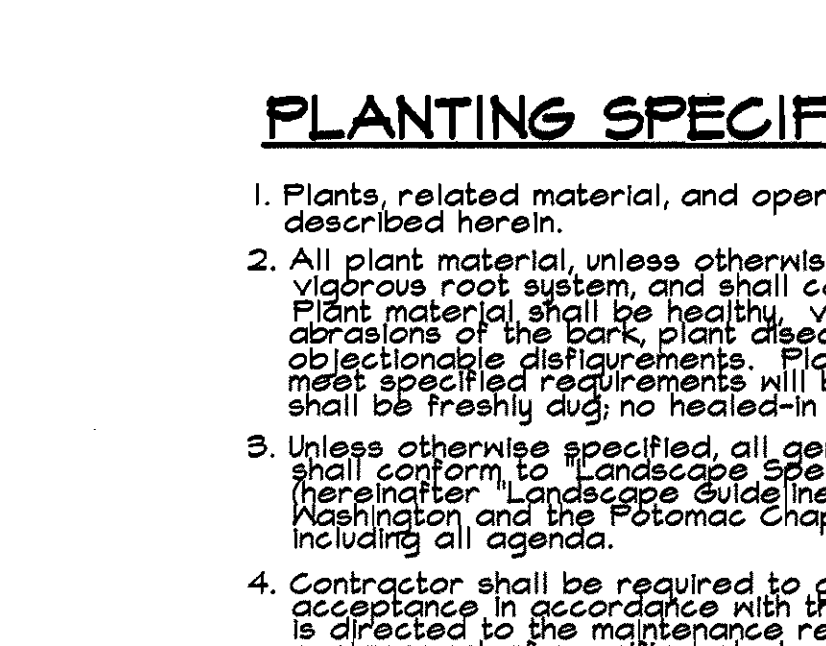 PLANTING SPECIF
1. Plants, related material, and oper
described herein.
2. All plant material, unless otherwis
vigorous root system, and shall c
Plant material shall be healthy, v
abrasions of the bark, plant disea
objectionable disfigurements. Pla
meet specified requirements will b
shall be freshly dug; no healed-in
3. Unless otherwise specified, all ge
shall conform to "Landscape Spe
(hereinafter "Landscape Guideline
Washington and the Potomac Chap
including all agenda.
4. Contractor shall be required to
acceptance in accordance with th
is directed to the maintenance re